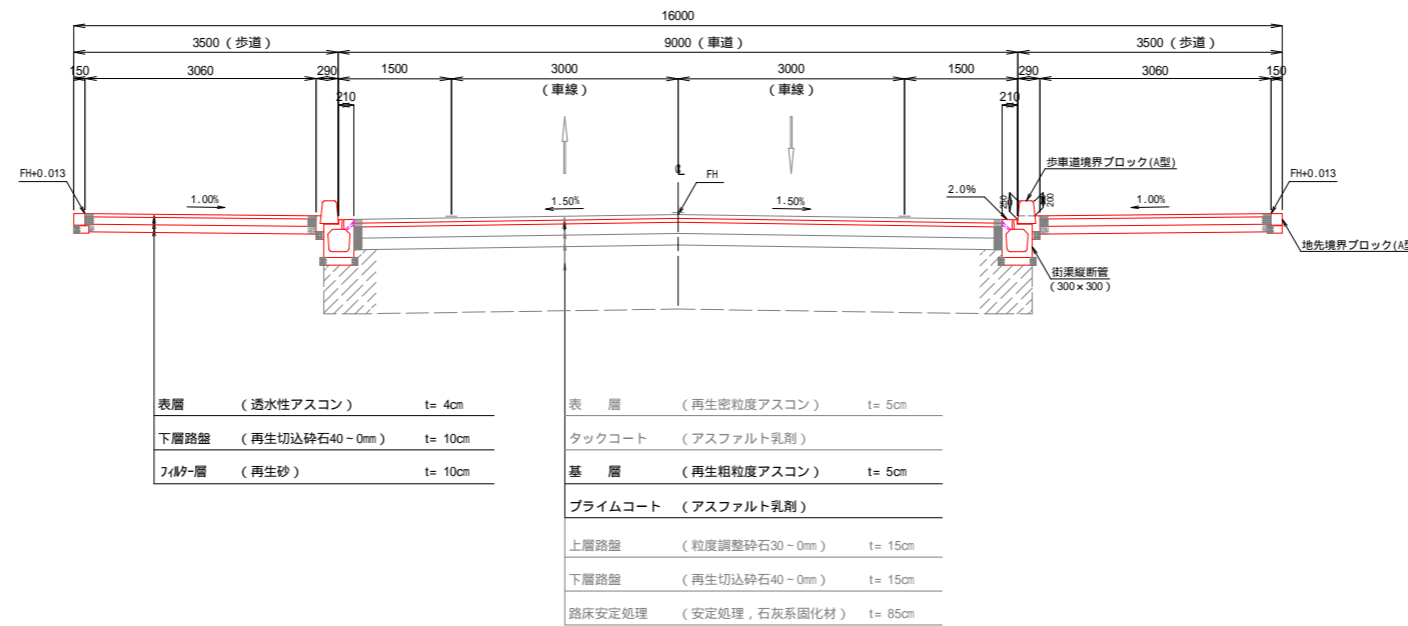 16000
3500（歩道） 9000（車道） 3500（歩道）
150 3060 290 1500 3000 3000 1500 290 3060 150
（車線） （車線）
210 210
歩車道境界ブロック(A型)
FH+0.013 ℄ FH FH+0.013
1.00% 1.50% 1.50% 2.0% 200 1.00%
地先境界ブロック(A型
街渠縦断管
（300×300）
表層 （透水性アスコン） t= 4cm
下層路盤 （再生切込砕石40～0mm） t= 10cm
フィルター層 （再生砂） t= 10cm
表　層 （再生密粒度アスコン） t= 5cm
タックコート （アスファルト乳剤）
基　層 （再生粗粒度アスコン） t= 5cm
プライムコート （アスファルト乳剤）
上層路盤 （粒度調整砕石30～0mm） t= 15cm
下層路盤 （再生切込砕石40～0mm） t= 15cm
路床安定処理 （安定処理，石灰系固化材） t= 85cm